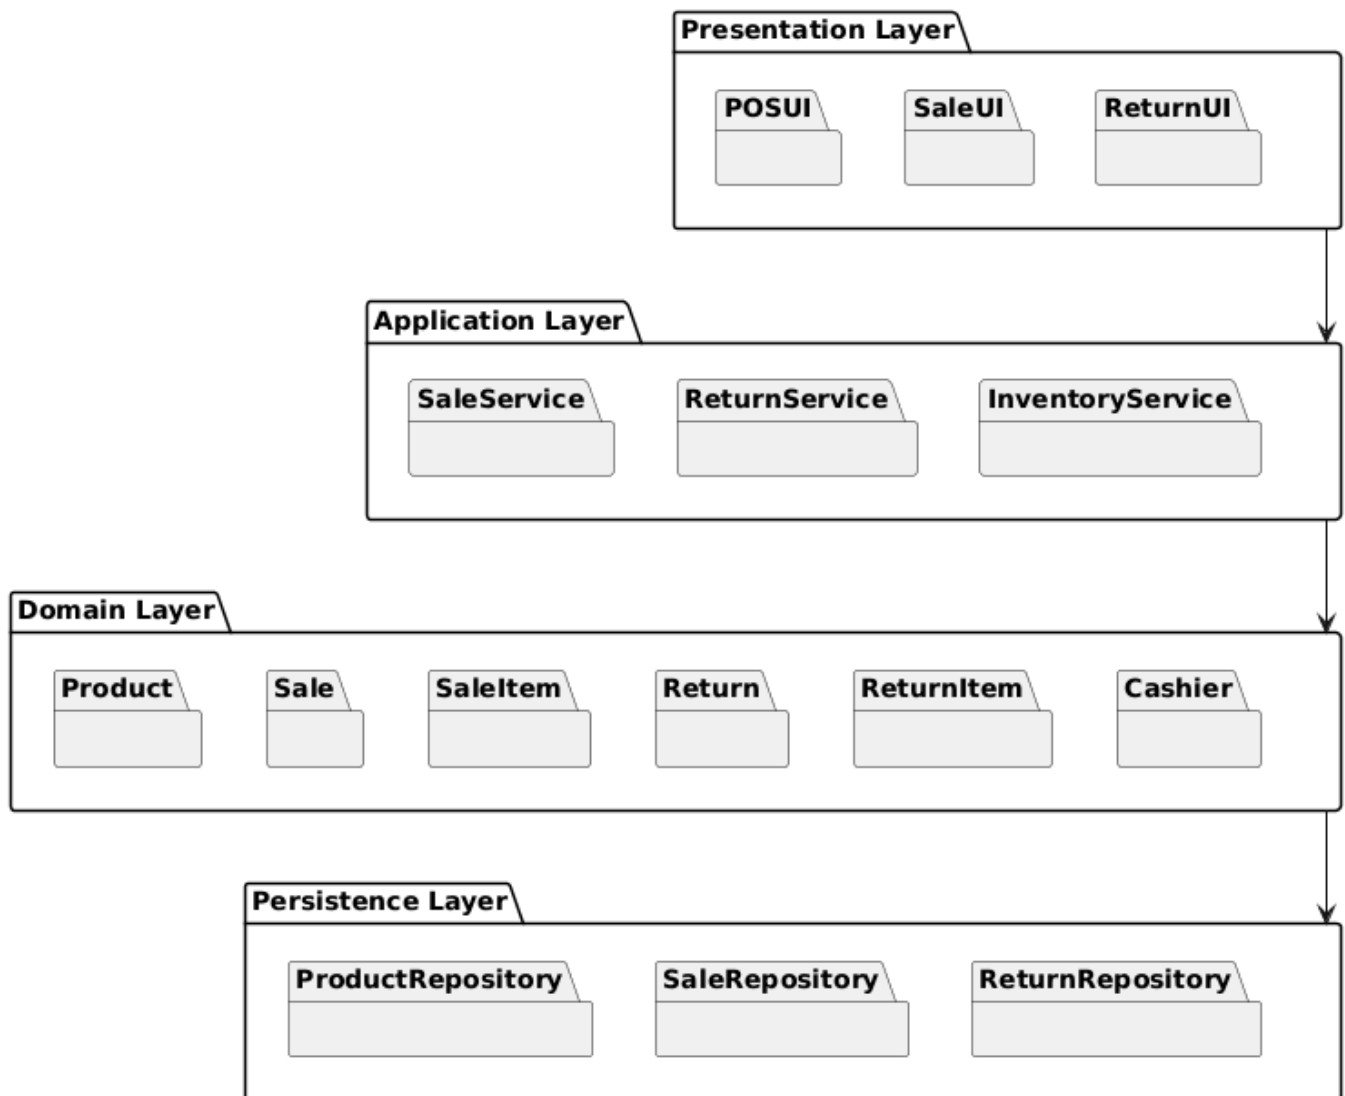 Presentation Layer
POSUI
SaleUI
ReturnUI
Application Layer
SaleService
ReturnService
InventoryService
Domain Layer
Product
Sale
SaleItem
Return
ReturnItem
Cashier
Persistence Layer
ProductRepository
SaleRepository
ReturnRepository